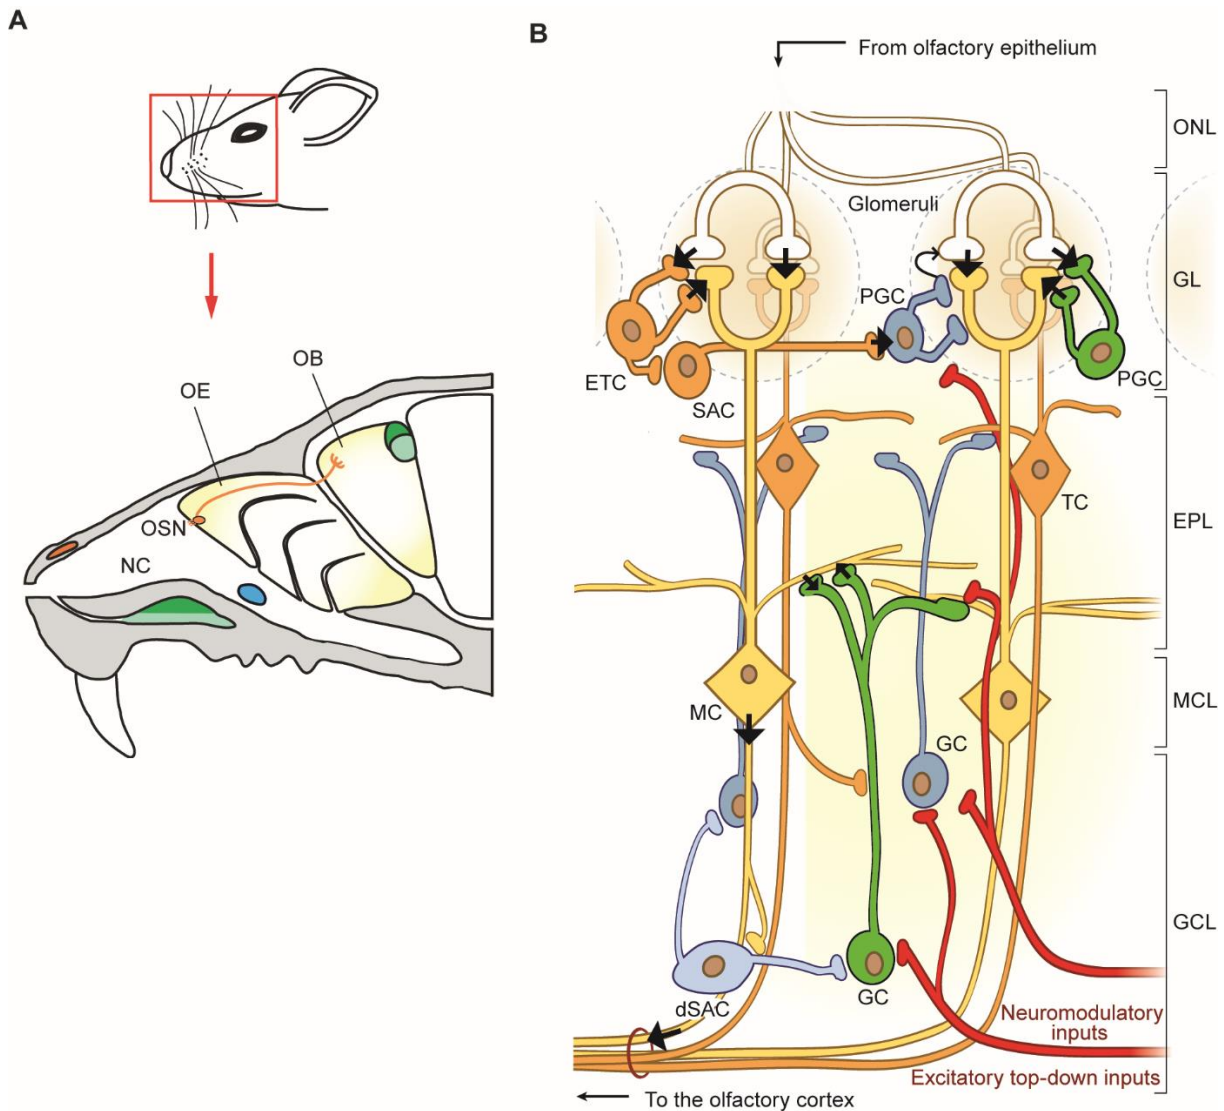 A
OB
OE
OSN
NC
B
From olfactory epithelium
ONL
Glomeruli
GL
PGC
ETC
SAC
PGC
TC
EPL
MC
MCL
GC
GCL
dSAC
GC
Neuromodulatory
inputs
Excitatory top-down inputs
To the olfactory cortex